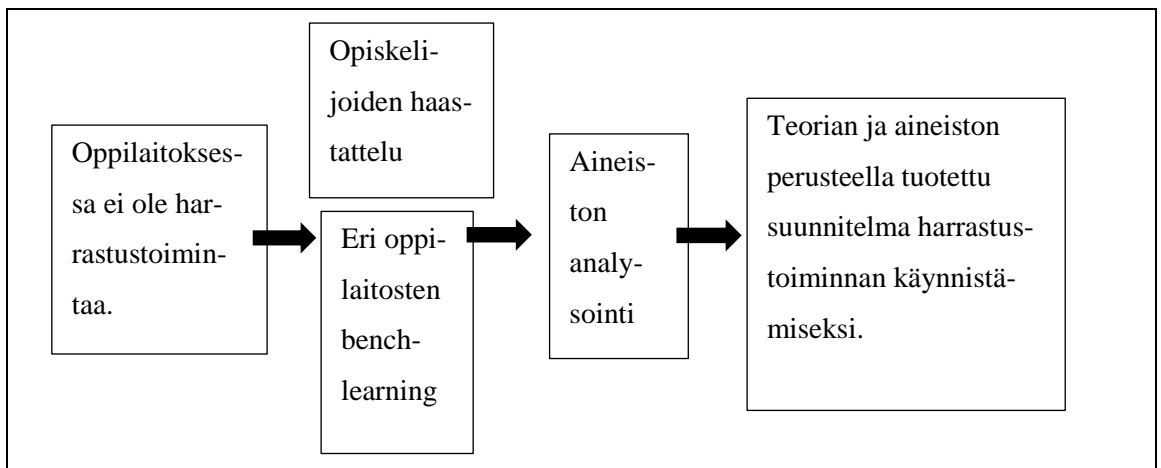 Oppilaitokses-
sa ei ole har-
rastustoimin-
taa.
Opiskeli-
joiden haas-
tattelu
Eri oppi-
laitosten
bench-
learning
Aineis-
ton
analy-
sointi
Teorian ja aineiston
perusteella tuotettu
suunnitelma harrastus-
toiminnan käynnistä-
miseksi.